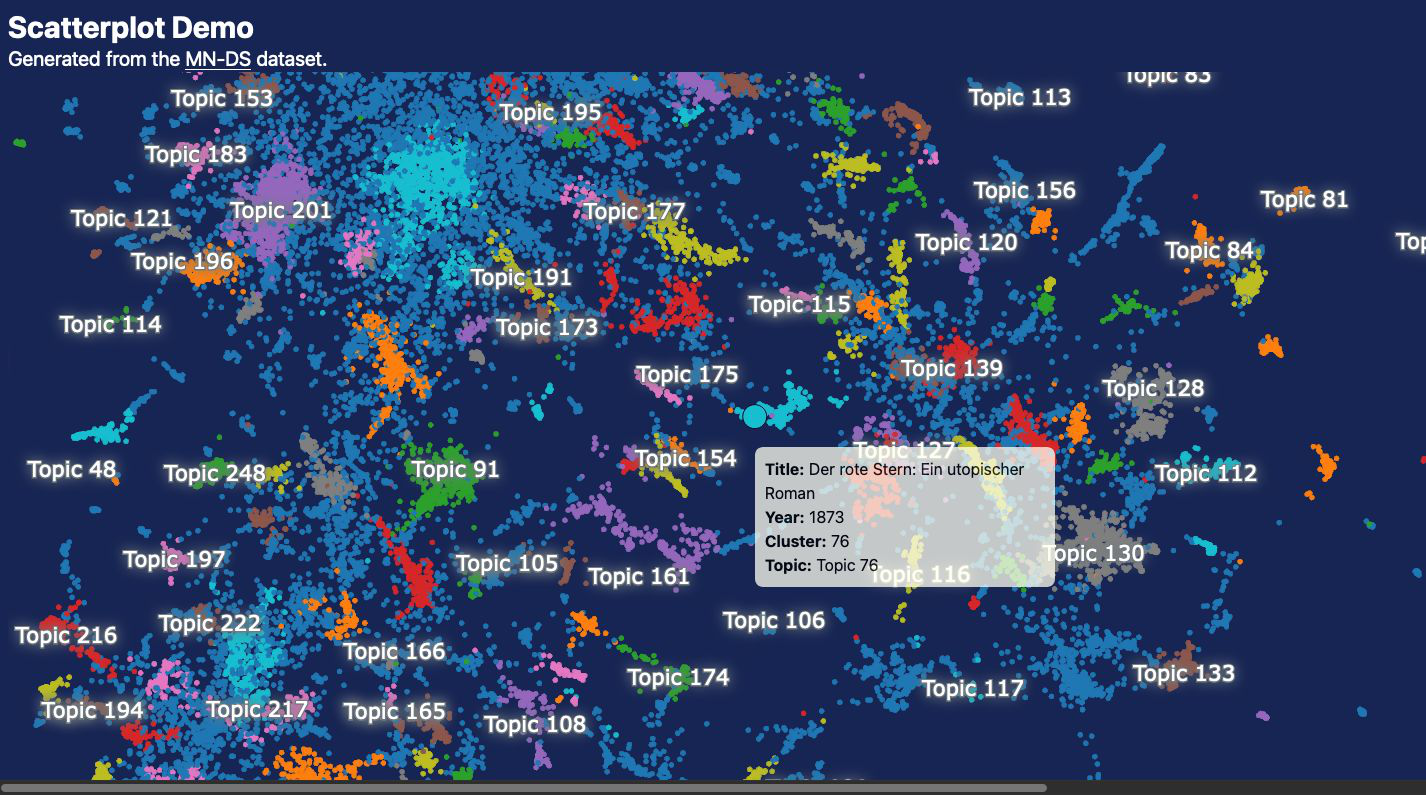 Scatterplot Demo
Generated from the MN-DS dataset.
Topic 83
Topic 153
Topic 195
Topic 113
Topic 183
Topic 156
Topic 81
Topic 121
Topic 201
Topic 177
Topic 120
Topic 84
Topic 196
Topic 191
Topic 115
Topic 114
Topic 173
Topic 175
Topic 139
Topic 128
Topic 127
Topic 48
Topic 248
Topic 91
Topic 154
Topic 112
Title: Der rote Stern: Ein utopischer
Roman
Year: 1873
Cluster: 76
Topic: Topic 76
Topic 197
Topic 105
Topic 161
Topic 116
Topic 130
Topic 216
Topic 222
Topic 106
Topic 166
Topic 174
Topic 117
Topic 133
Topic 194
Topic 217
Topic 165
Topic 108